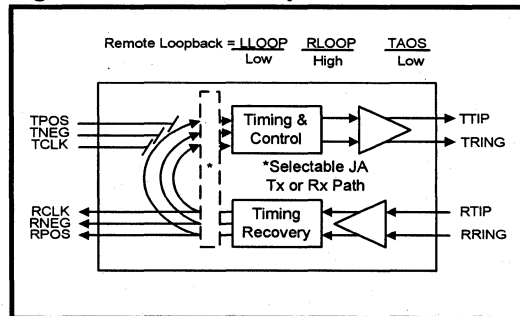 Remote Loopback = LLOOP RLOOP TAOS
Low High Low
TPOS
TNEG
TCLK
*
Timing &
Control
TTIP
TRING
*Selectable JA
Tx or Rx Path
RCLK
RNEG
RPOS
Timing
Recovery
RTIP
RRING